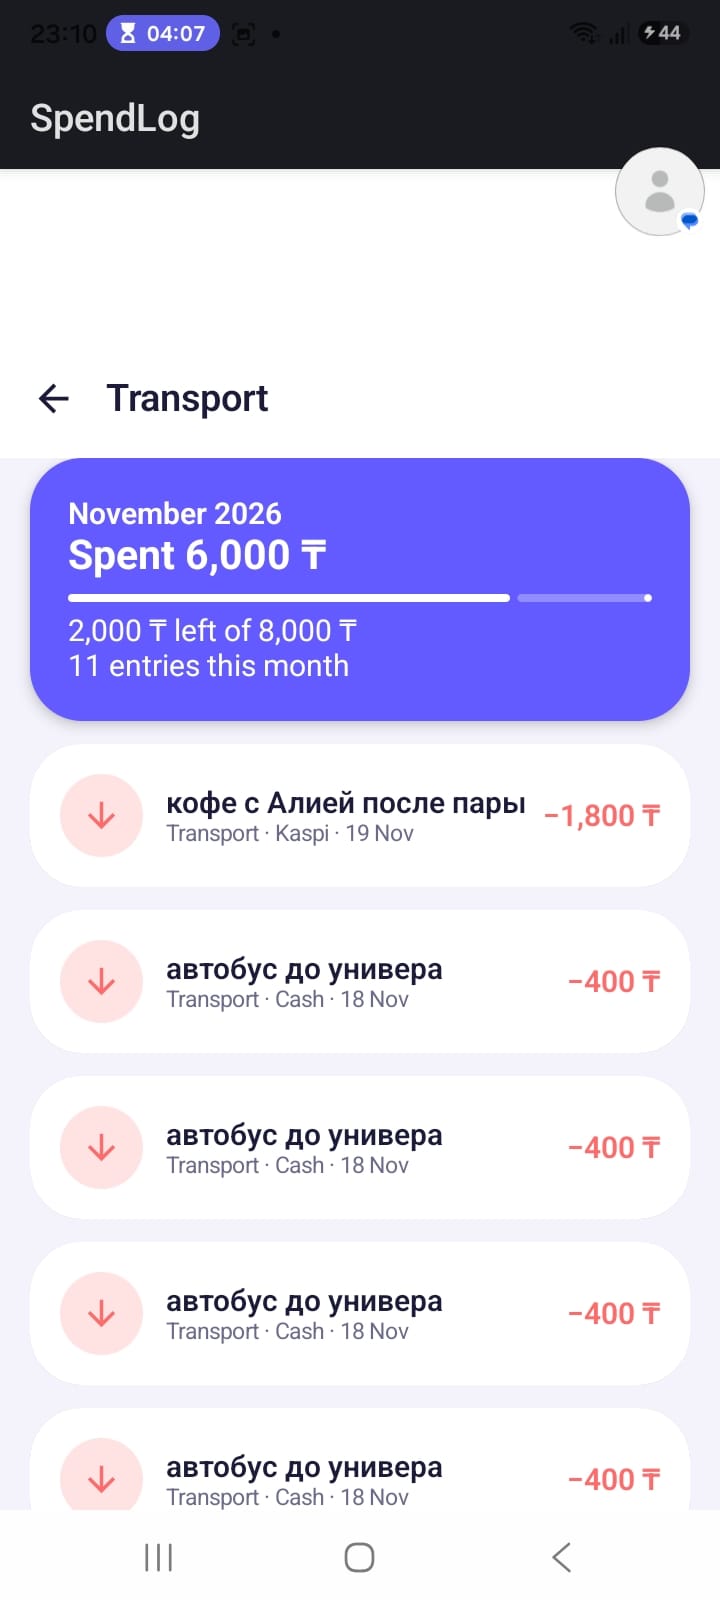 23:10 04:07 44
SpendLog
Transport
November 2026
Spent 6,000 ₸
2,000 ₸ left of 8,000 ₸
11 entries this month
кофе с Алией после пары −1,800 ₸
Transport · Kaspi · 19 Nov
автобус до универа −400 ₸
Transport · Cash · 18 Nov
автобус до универа −400 ₸
Transport · Cash · 18 Nov
автобус до универа −400 ₸
Transport · Cash · 18 Nov
автобус до универа −400 ₸
Transport · Cash · 18 Nov